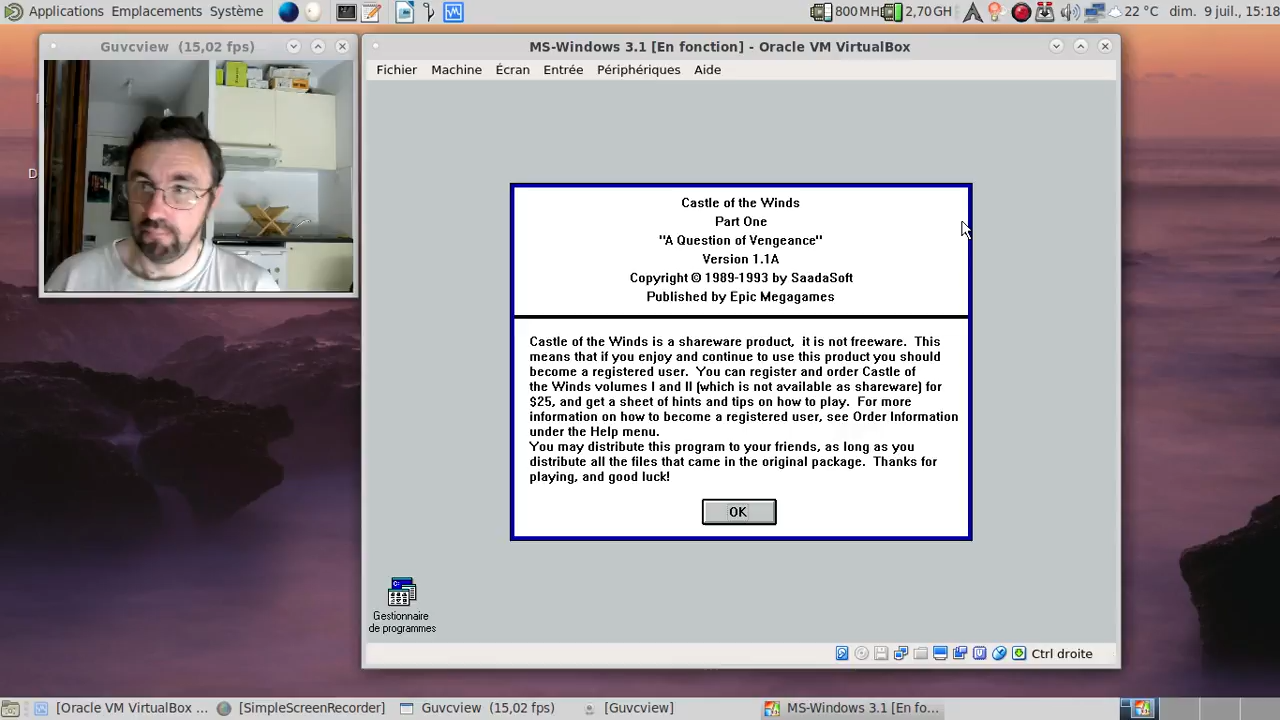 Applications Emplacements Système
800 MH
2,70 GH
22 °C
dim. 9 juil., 15:18
Guvcview (15,02 fps)
MS-Windows 3.1 [En fonction] - Oracle VM VirtualBox
Fichier Machine Écran Entrée Périphériques Aide
D
Castle of the Winds
Part One
"A Question of Vengeance"
Version 1.1A
Copyright © 1989-1993 by SaadaSoft
Published by Epic Megagames
Castle of the Winds is a shareware product, it is not freeware. This
means that if you enjoy and continue to use this product you should
become a registered user. You can register and order Castle of
the Winds volumes I and II (which is not available as shareware) for
$25, and get a sheet of hints and tips on how to play. For more
information on how to become a registered user, see Order Information
under the Help menu.
You may distribute this program to your friends, as long as you
distribute all the files that came in the original package. Thanks for
playing, and good luck!
OK
Gestionnaire
de programmes
Ctrl droite
[Oracle VM VirtualBox ...
[SimpleScreenRecorder]
Guvcview (15,02 fps)
[Guvcview]
MS-Windows 3.1 [En fo...